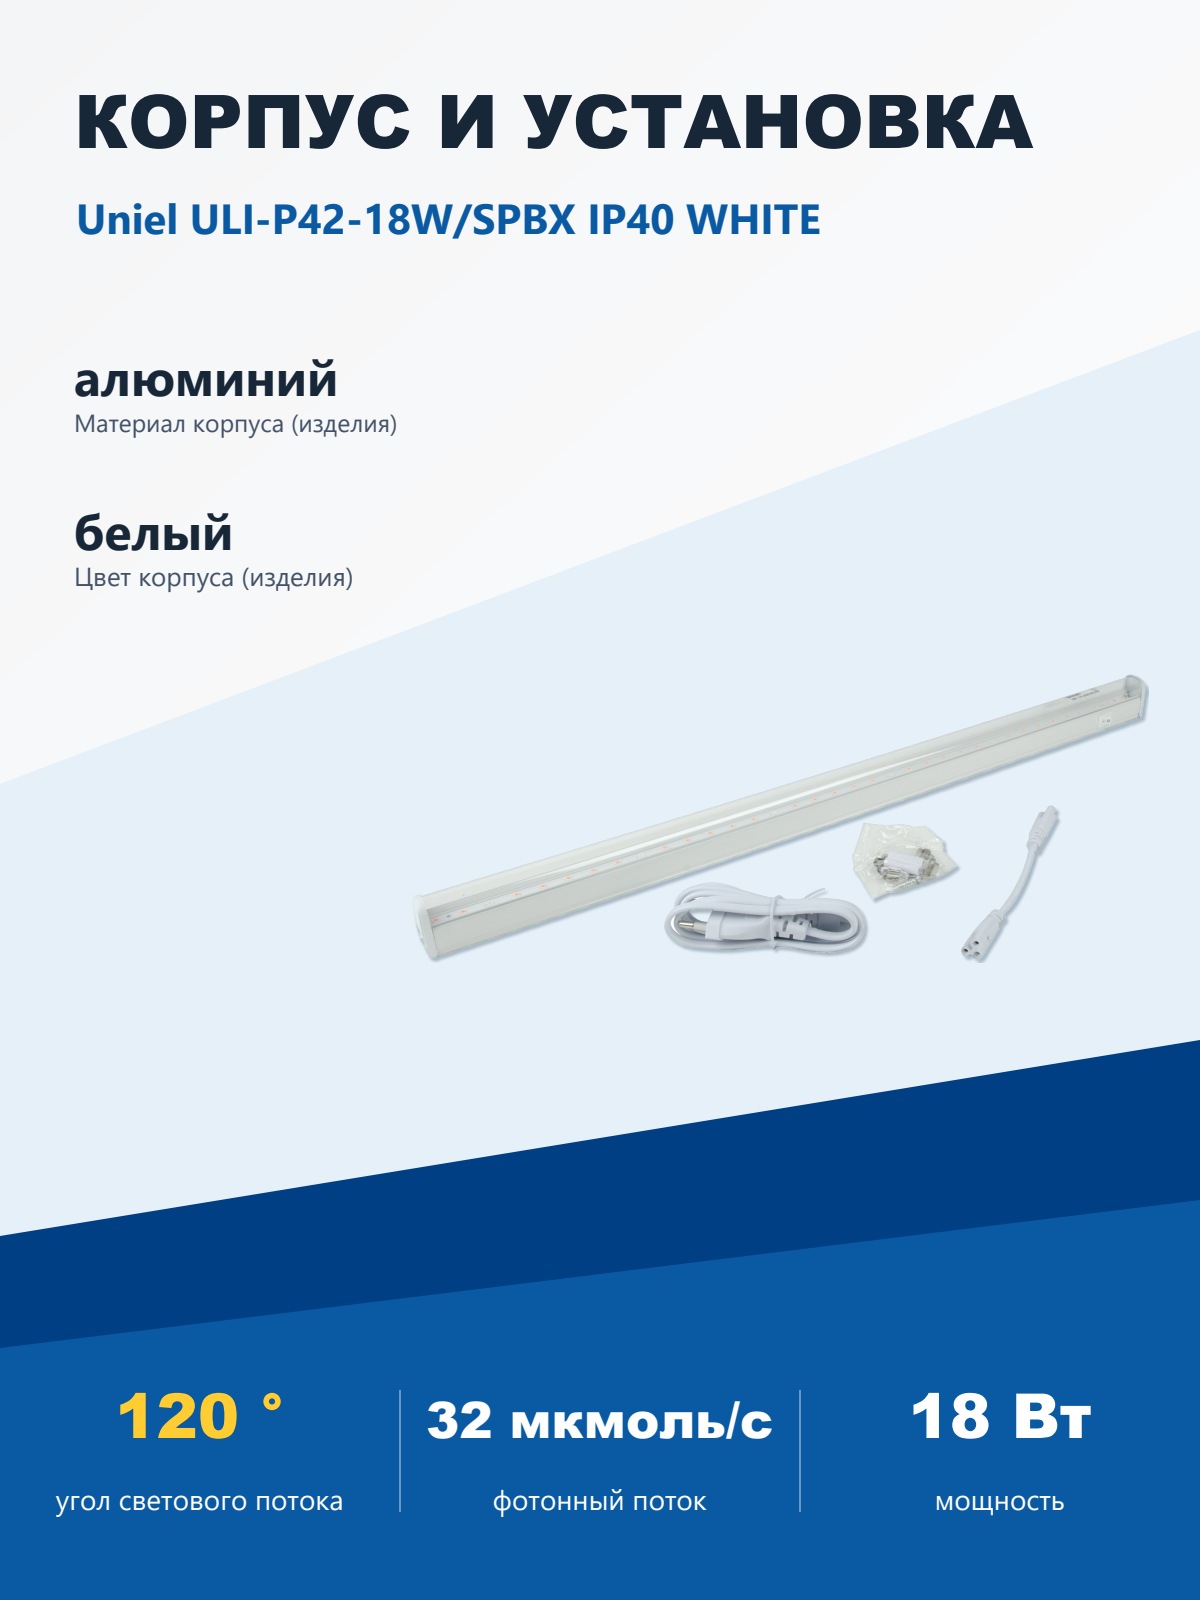 КОРПУС И УСТАНОВКА
Uniel ULI-P42-18W/SPBX IP40 WHITE
алюминий
Материал корпуса (изделия)
белый
Цвет корпуса (изделия)
120 °
угол светового потока
32 мкмоль/с
фотонный поток
18 Вт
мощность